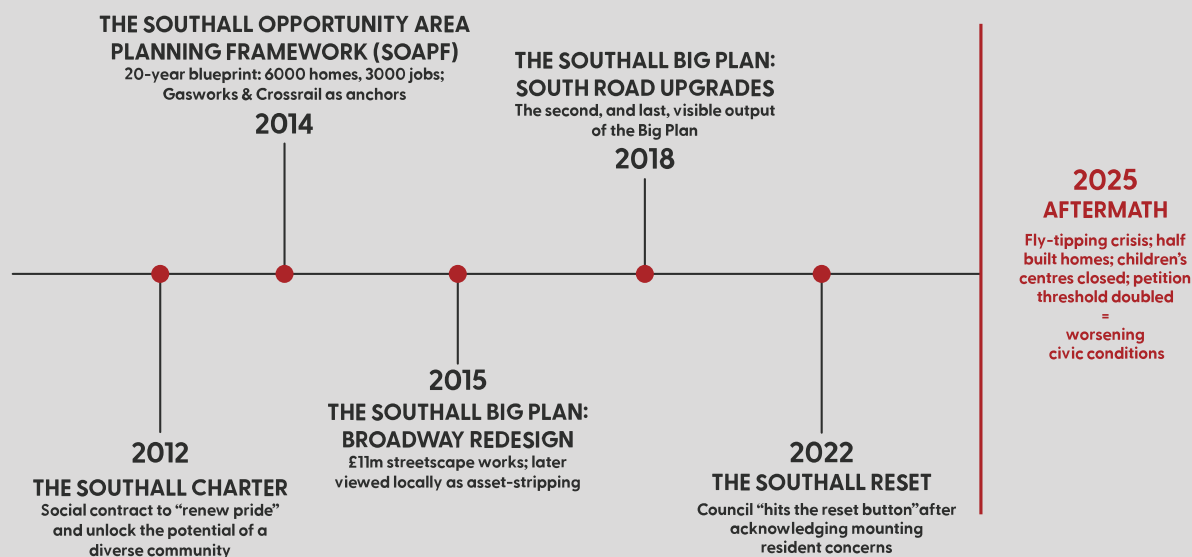 THE SOUTHALL OPPORTUNITY AREA
PLANNING FRAMEWORK (SOAPF)
20-year blueprint: 6000 homes, 3000 jobs;
Gasworks & Crossrail as anchors
2014
THE SOUTHALL BIG PLAN:
SOUTH ROAD UPGRADES
The second, and last, visible output
of the Big Plan
2018
2025
AFTERMATH
Fly-tipping crisis; half
built homes; children's
centres closed; petition
threshold doubled
=
worsening
civic conditions
2012
THE SOUTHALL CHARTER
Social contract to “renew pride”
and unlock the potential of a
diverse community
2015
THE SOUTHALL BIG PLAN:
BROADWAY REDESIGN
£11m streetscape works; later
viewed locally as asset-stripping
2022
THE SOUTHALL RESET
Council “hits the reset button”after
acknowledging mounting
resident concerns